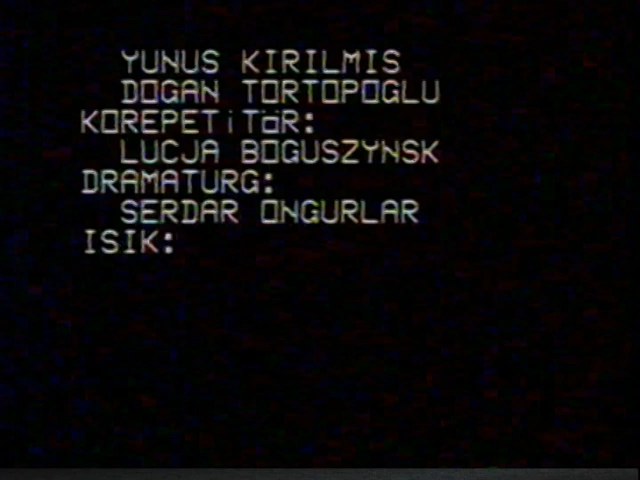 YUNUS KIRILMIS
DOGAN TORTOPOGLU
KOREPETiTöR:
LUCJA BOGUSZYNSK
DRAMATURG:
SERDAR ONGURLAR
ISIK: